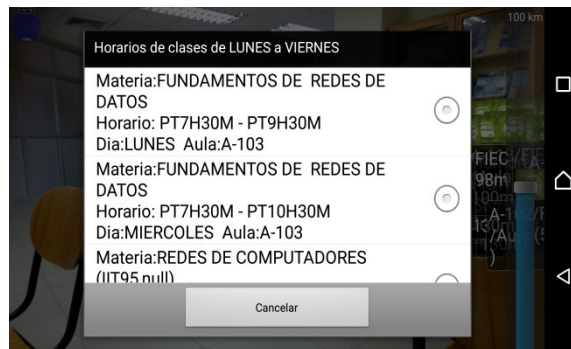 100 km
Horarios de clases de LUNES a VIERNES
Materia:FUNDAMENTOS DE REDES DE
DATOS
Horario: PT7H30M - PT9H30M
Dia:LUNES Aula:A-103
Materia:FUNDAMENTOS DE REDES DE
DATOS
Horario: PT7H30M - PT10H30M
Dia:MIERCOLES Aula:A-103
Materia:REDES DE COMPUTADORES
(IIT95 null)
FIEC
98m
Cancelar